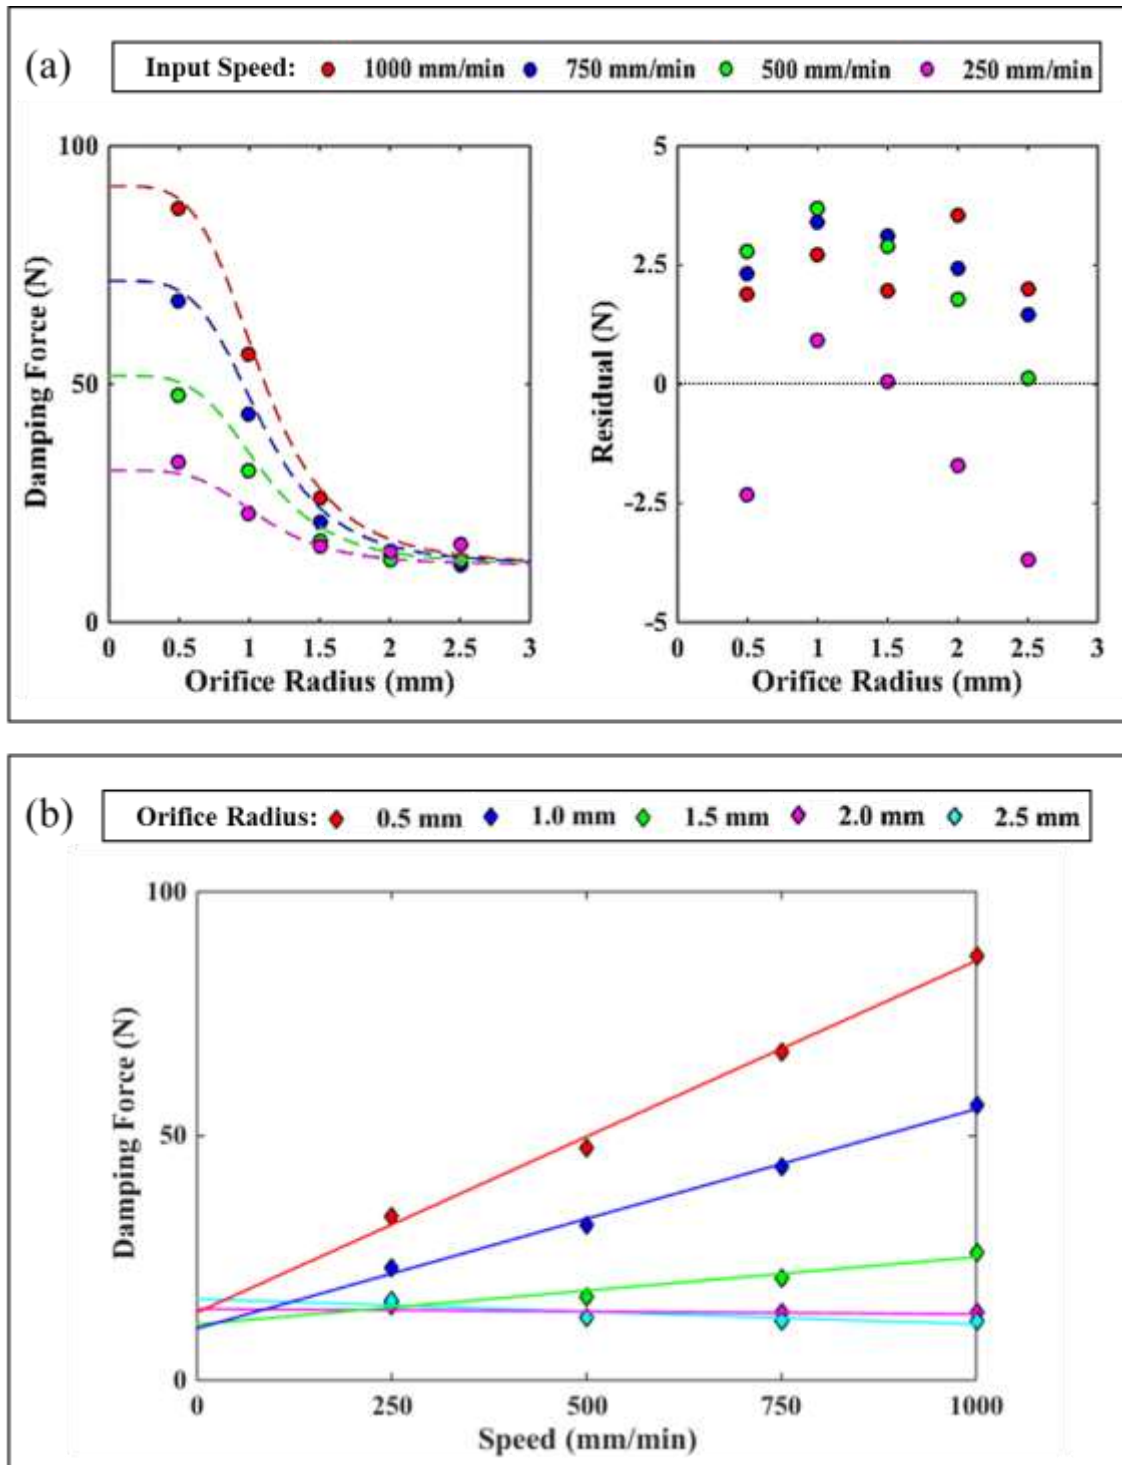 (a) Input Speed: 1000 mm/min 750 mm/min 500 mm/min 250 mm/min
100
50
0
0 0.5 1 1.5 2 2.5 3
Damping Force (N)
Orifice Radius (mm)
5
2.5
0
-2.5
-5
0 0.5 1 1.5 2 2.5 3
Residual (N)
Orifice Radius (mm)
(b) Orifice Radius: 0.5 mm 1.0 mm 1.5 mm 2.0 mm 2.5 mm
100
50
0
0 250 500 750 1000
Damping Force (N)
Speed (mm/min)